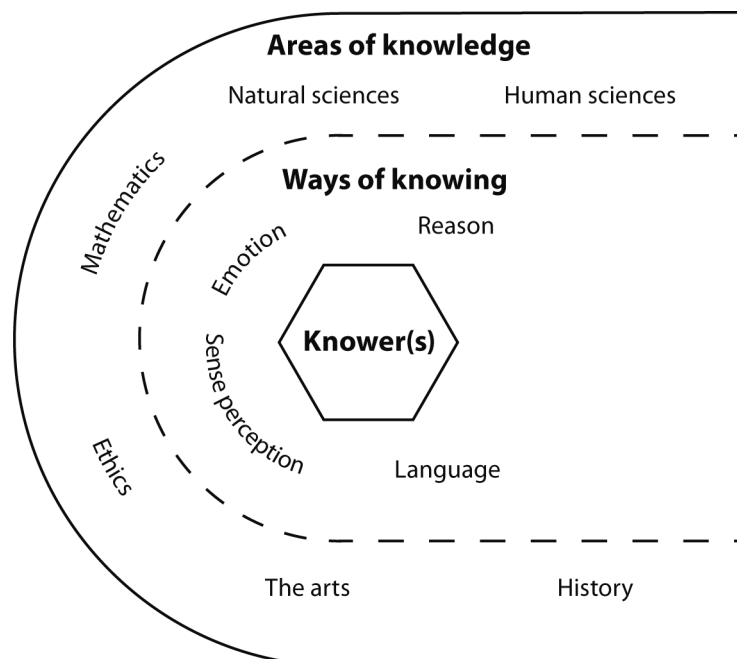 Areas of knowledge
Natural sciences
Human sciences
Mathematics
Ways of knowing
Emotion
Reason
Knower(s)
Sense perception
Ethics
Language
The arts
History